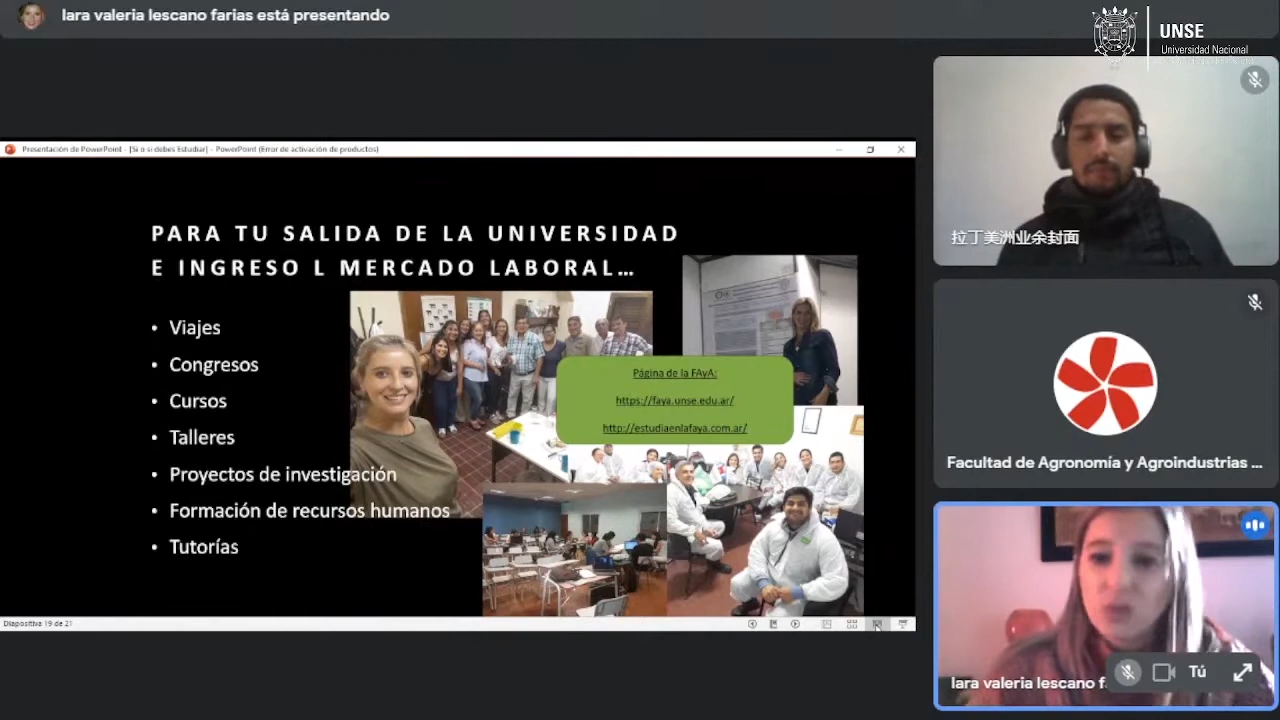 lara valeria lescano farias está presentando
UNSE
Universidad Nacional
Presentación de PowerPoint - [Si o si debes Estudiar] - PowerPoint (Error de activación de productos)
PARA TU SALIDA DE LA UNIVERSIDAD
E INGRESO L MERCADO LABORAL...
• Viajes
• Congresos
• Cursos
• Talleres
• Proyectos de investigación
• Formación de recursos humanos
• Tutorías
Página de la FAyA:
https://faya.unse.edu.ar/
http://estudiaenlafaya.com.ar/
Diapositiva 19 de 21
拉丁美洲业余封面
Facultad de Agronomía y Agroindustrias ...
lara valeria lescano f
Tú